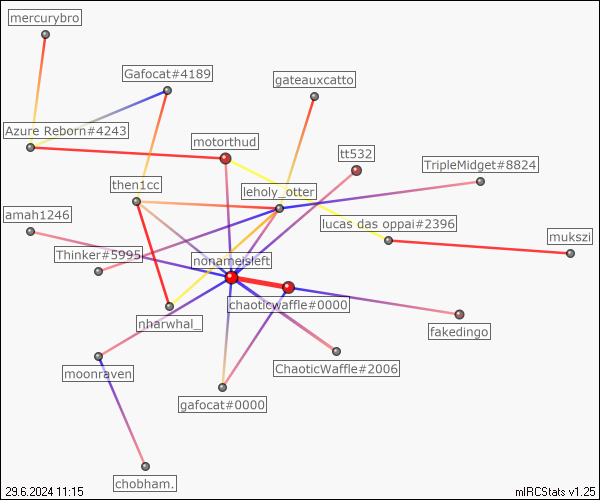 mercurybro
Gafocat#4189
gateauxcatto
Azure Reborn#4243
motorthud
tt532
TripleMidget#8824
then1cc
leholy_otter
amah1246
lucas das oppai#2396
mukszi
Thinker#5995
nonameisleft
chaoticwaffle#0000
nharwhal_
fakedingo
moonraven
ChaoticWaffle#2006
gafocat#0000
chobham.
29.6.2024 11:15
mIRCStats v1.25